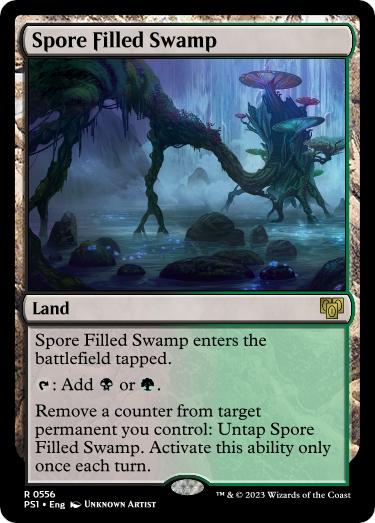 Spore Filled Swamp
Land
Spore Filled Swamp enters the
battlefield tapped.
: Add or .
Remove a counter from target
permanent you control: Untap Spore
Filled Swamp. Activate this ability only
once each turn.
R 0556
PS1 • Eng Unknown Artist
™ & © 2023 Wizards of the Coast